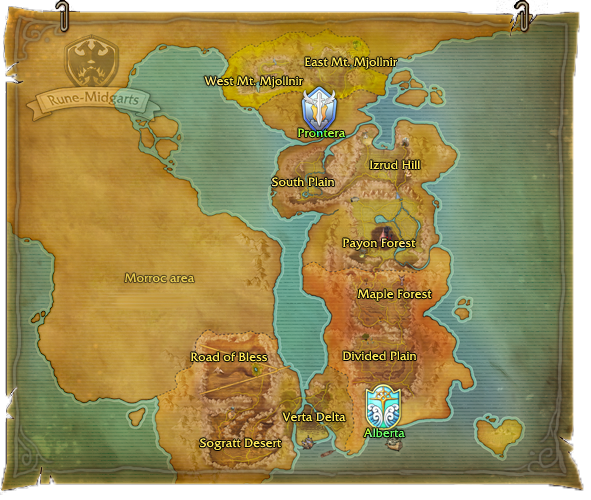 East Mt. Mjollnir
West Mt. Mjollnir
Rune-Midgarts
Prontera
Izrud Hill
South Plain
Payon Forest
Morroc area
Maple Forest
Road of Bless
Divided Plain
Verta Delta
Alberta
Sogratt Desert